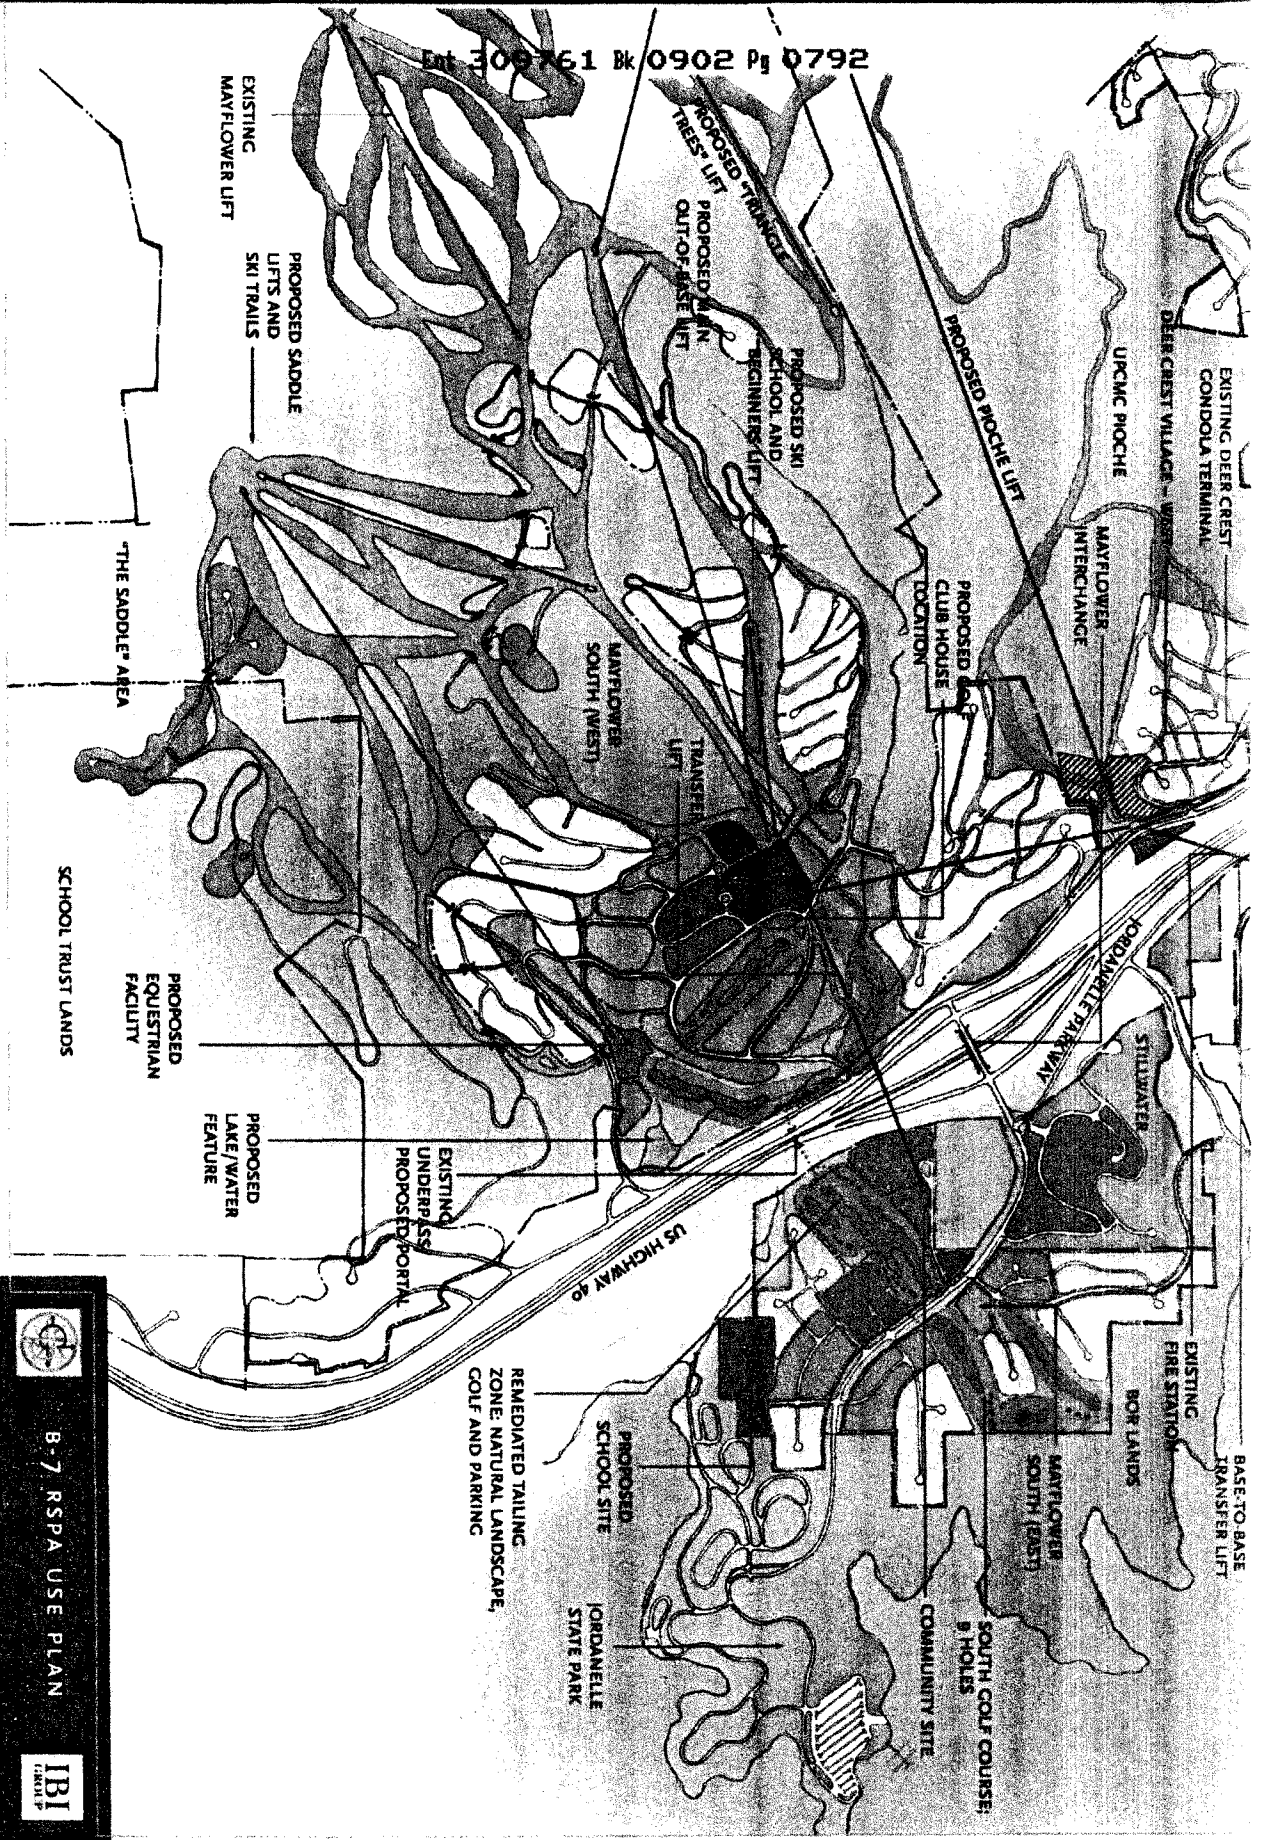 Ent 309761 Bk 0902 Pg 0792
EXISTING
MAYFLOWER LIFT
PROPOSED SADDLE
LIFTS AND
SKI TRAILS
"THE SADDLE" AREA
SCHOOL TRUST LANDS
PROPOSED
EQUESTRIAN
FACILITY
PROPOSED
LAKE/WATER
FEATURE
EXISTING
UNDERPASS/
PROPOSED PORTAL
US HIGHWAY 40
REMEDIATED TAILING
ZONE: NATURAL LANDSCAPE,
GOLF AND PARKING
PROPOSED
SCHOOL SITE
JORDANELLE
STATE PARK
PROPOSED "TRIANGLE
TREES" LIFT
PROPOSED MAIN
OUT-OF-BASE LIFT
PROPOSED SKI
SCHOOL AND
BEGINNERS LIFT
MAYFLOWER
SOUTH (WEST)
TRANSFER
LIFT
PROPOSED
CLUB HOUSE
LOCATION
PROPOSED PIOCHE LIFT
UPCMC PIOCHE
MAYFLOWER
INTERCHANGE
DEER CREST VILLAGE - WEST
EXISTING DEER CREST
GONDOLA TERMINAL
JORDANELLE PARKWAY
STILLWATER
EXISTING
FIRE STATION
BOR LANDS
BASE-TO-BASE
TRANSFER LIFT
MAYFLOWER
SOUTH (EAST)
SOUTH GOLF COURSE;
9 HOLES
COMMUNITY SITE
B-7 RSPA USE PLAN
IBI
GROUP